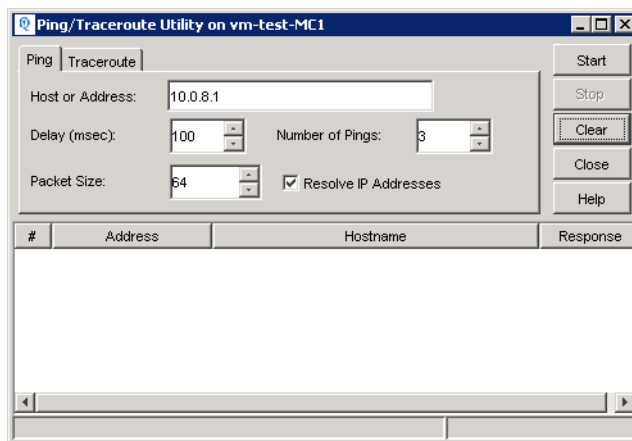 Ping/Traceroute Utility on vm-test-MC1
Ping Traceroute
Start
Host or Address: 10.0.8.1
Stop
Delay (msec): 100 Number of Pings: 3
Clear
Close
Packet Size: 64 Resolve IP Addresses
Help
# Address Hostname Response